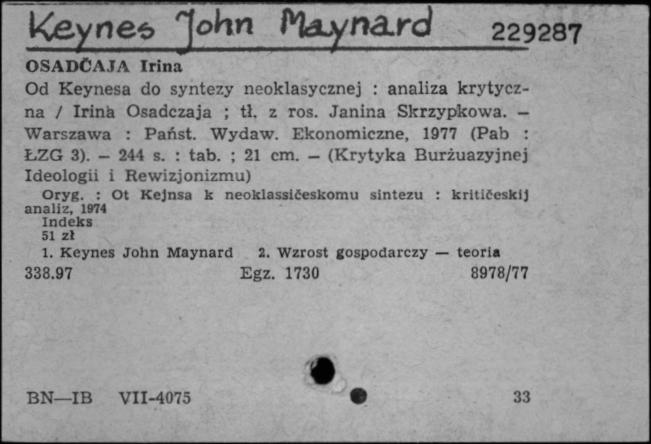 Keynes John Maynard 229287
OSADČAJA Irina
Od Keynesa do syntezy neoklasycznej : analiza krytycz-
na / Irina Osadczaja ; tł. z ros. Janina Skrzypkowa. —
Warszawa : Państ. Wydaw. Ekonomiczne, 1977 (Pab :
ŁZG 3). — 244 s. : tab. ; 21 cm. — (Krytyka Burżuazyjnej
Ideologii i Rewizjonizmu)
Oryg. : Ot Kejnsa k neoklassičeskomu sintezu : kritičeskij
analiz, 1974
Indeks
51 zł
1. Keynes John Maynard 2. Wzrost gospodarczy — teoria
338.97 Egz. 1730 8978/77
BN—IB VII-4075 33